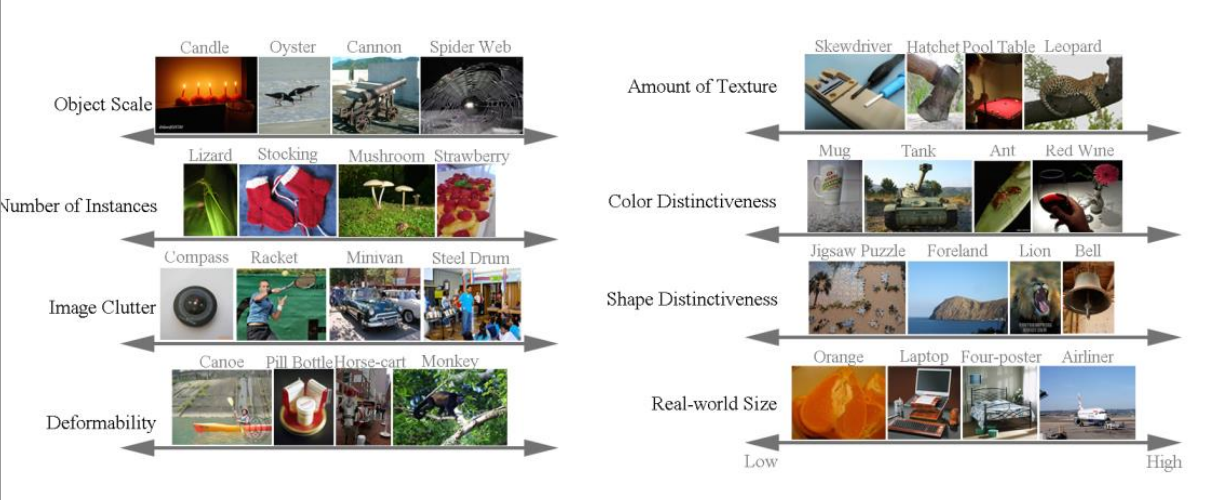 Candle Oyster Cannon Spider Web
Object Scale
Lizard Stocking Mushroom Strawberry
Number of Instances
Compass Racket Minivan Steel Drum
Image Clutter
Canoe Pill Bottle Horse-cart Monkey
Deformability
Skewdriver Hatchet Pool Table Leopard
Amount of Texture
Mug Tank Ant Red Wine
Color Distinctiveness
Jigsaw Puzzle Foreland Lion Bell
Shape Distinctiveness
Orange Laptop Four-poster Airliner
Real-world Size
Low High